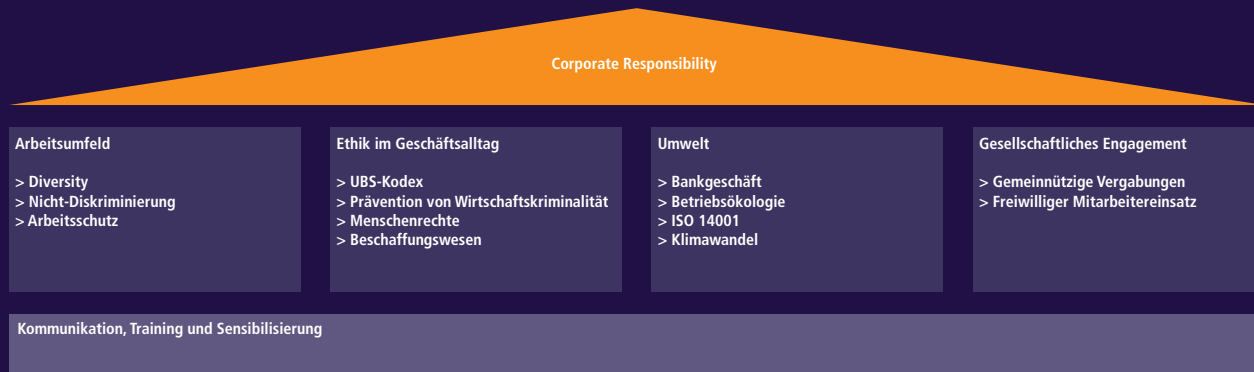 Corporate Responsibility
Arbeitsumfeld
> Diversity
> Nicht-Diskriminierung
> Arbeitsschutz
Ethik im Geschäftsalltag
> UBS-Kodex
> Prävention von Wirtschaftskriminalität
> Menschenrechte
> Beschaffungswesen
Umwelt
> Bankgeschäft
> Betriebsökologie
> ISO 14001
> Klimawandel
Gesellschaftliches Engagement
> Gemeinnützige Vergabungen
> Freiwilliger Mitarbeitereinsatz
Kommunikation, Training und Sensibilisierung